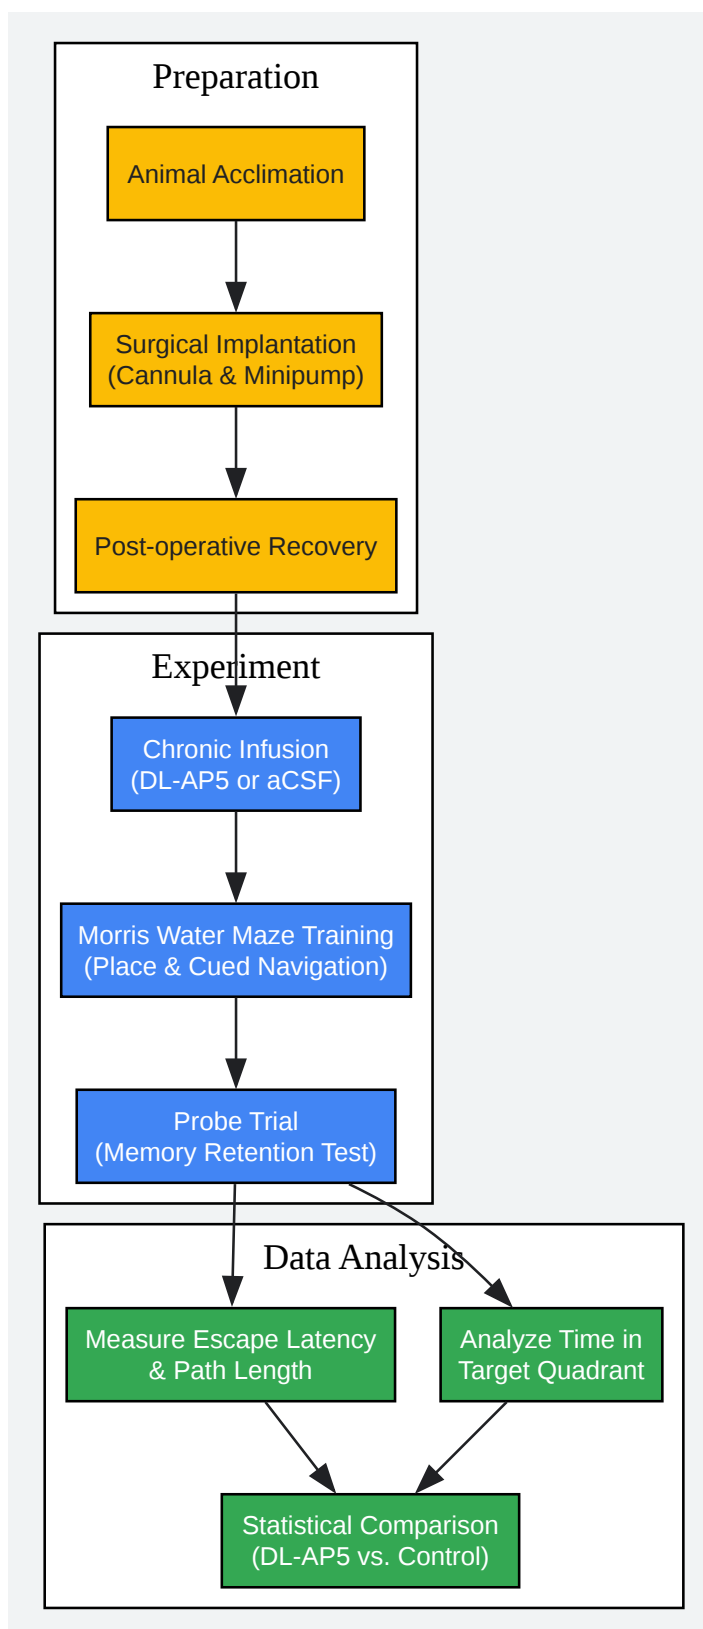 Preparation
Animal Acclimation
Surgical Implantation
(Cannula & Minipump)
Post-operative Recovery
Experiment
Chronic Infusion
(DL-AP5 or aCSF)
Morris Water Maze Training
(Place & Cued Navigation)
Probe Trial
(Memory Retention Test)
Data Analysis
Measure Escape Latency
& Path Length
Analyze Time in
Target Quadrant
Statistical Comparison
(DL-AP5 vs. Control)